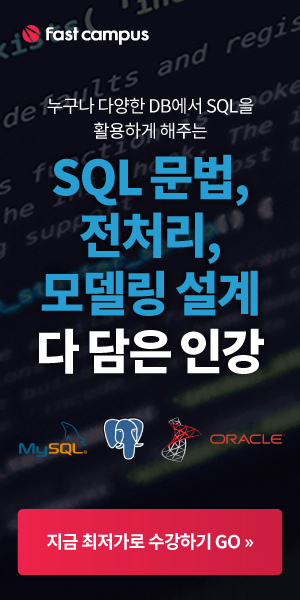 fast campus
누구나 다양한 DB에서 SQL을
활용하게 해주는
SQL 문법,
전처리,
모델링 설계
다 담은 인강
MySQL®
ORACLE
지금 최저가로 수강하기 GO »